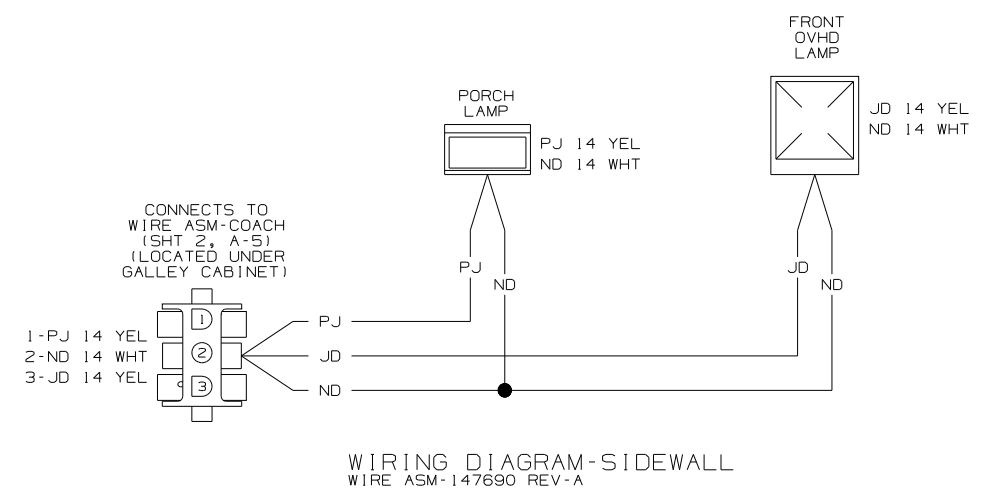 FRONT
OVHD
LAMP
JD 14 YEL
ND 14 WHT
PORCH
LAMP
PJ 14 YEL
ND 14 WHT
CONNECTS TO
WIRE ASM-COACH
(SHT 2, A-5)
(LOCATED UNDER
GALLEY CABINET)
PJ
ND
JD
ND
1-PJ 14 YEL
2-ND 14 WHT
3-JD 14 YEL
1
2
3
PJ
JD
ND
WIRING DIAGRAM-SIDEWALL
WIRE ASM-147690 REV-A